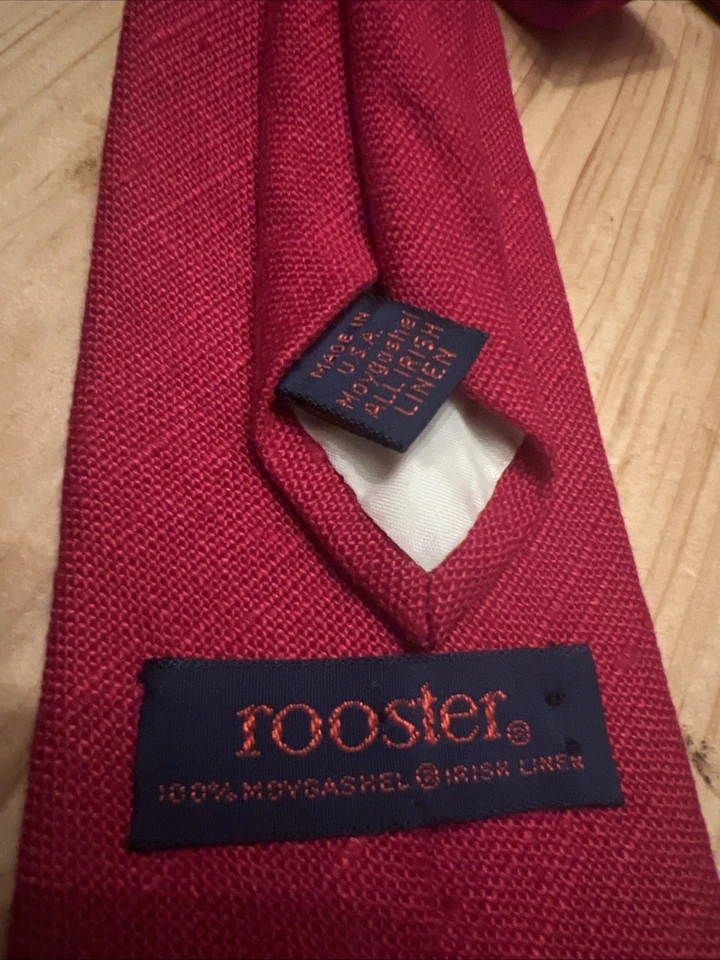 MADE IN
U.S.A.
Moygashel
ALL IRISH
LINEN
rooster®
100% MOYGASHEL ® IRISH LINEN